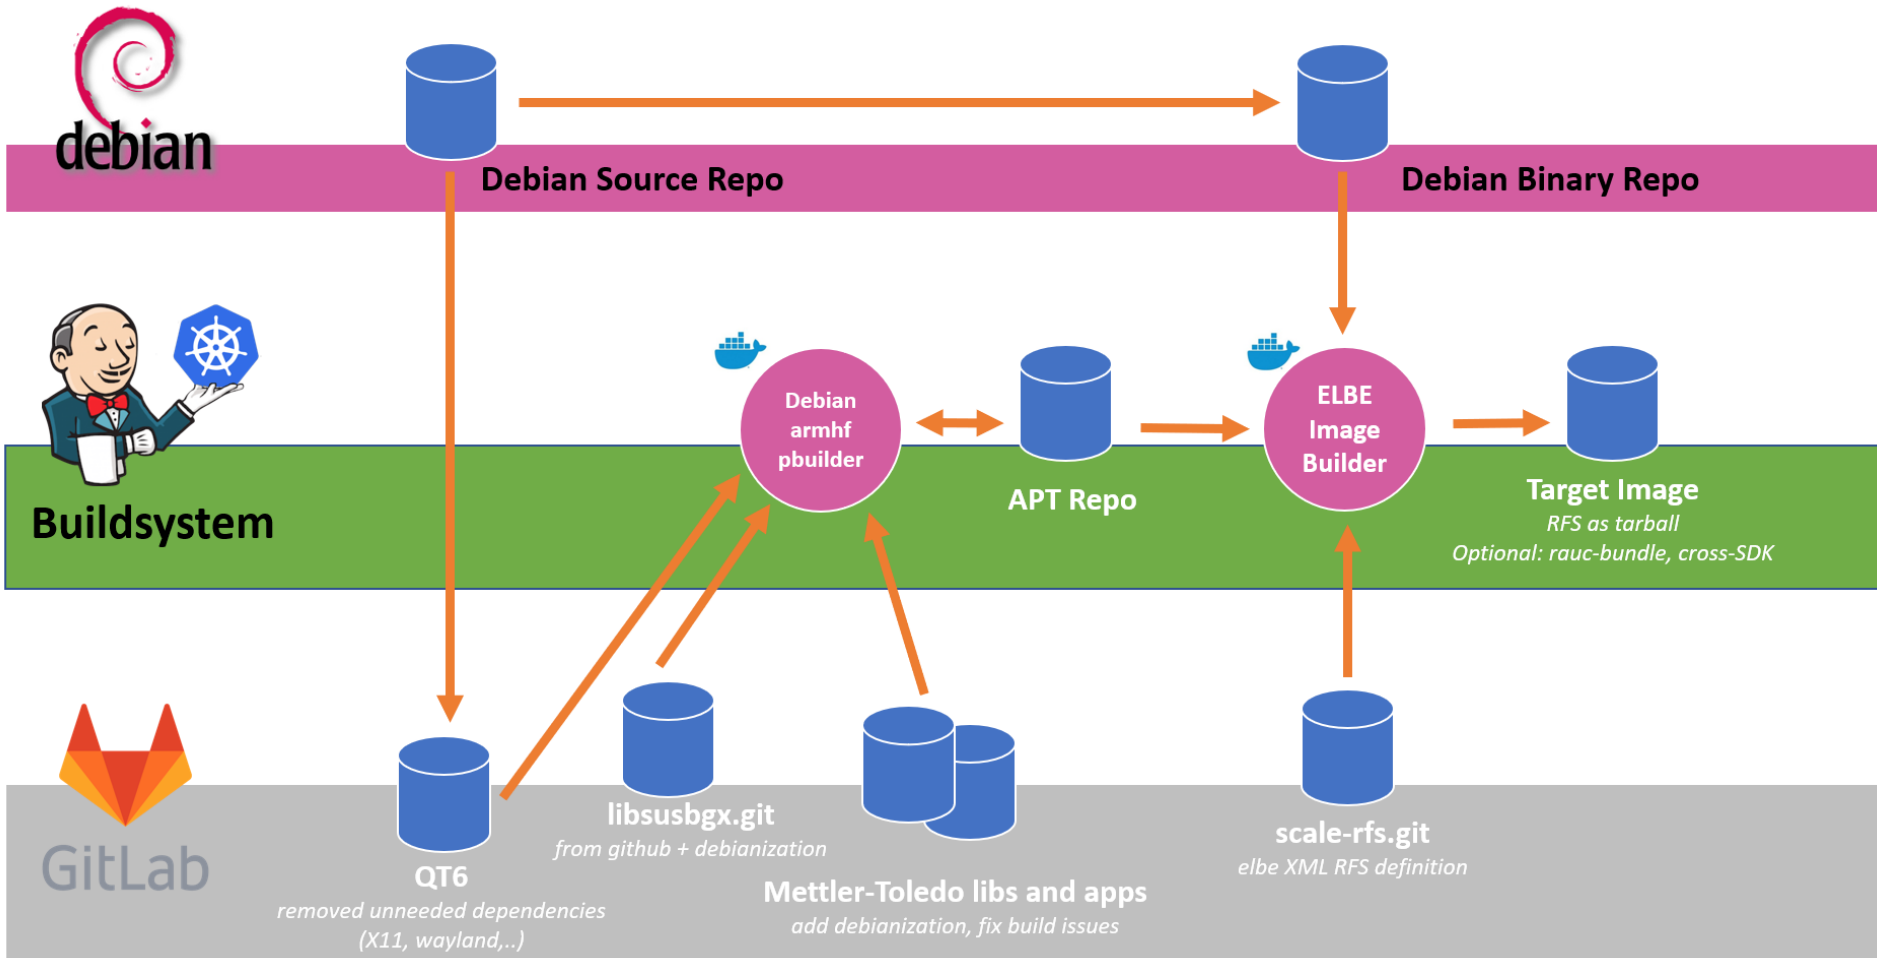 debian
Debian Source Repo
Debian Binary Repo
Debian
armhf
pbuilder
ELBE
Image
Builder
APT Repo
Target Image
RFS as tarball
Optional: rauc-bundle, cross-SDK
Buildsystem
libsusbgx.git
from github + debianization
scale-rfs.git
elbe XML RFS definition
GitLab
QT6
removed unneeded dependencies
(X11, wayland,..)
Mettler-Toledo libs and apps
add debianization, fix build issues